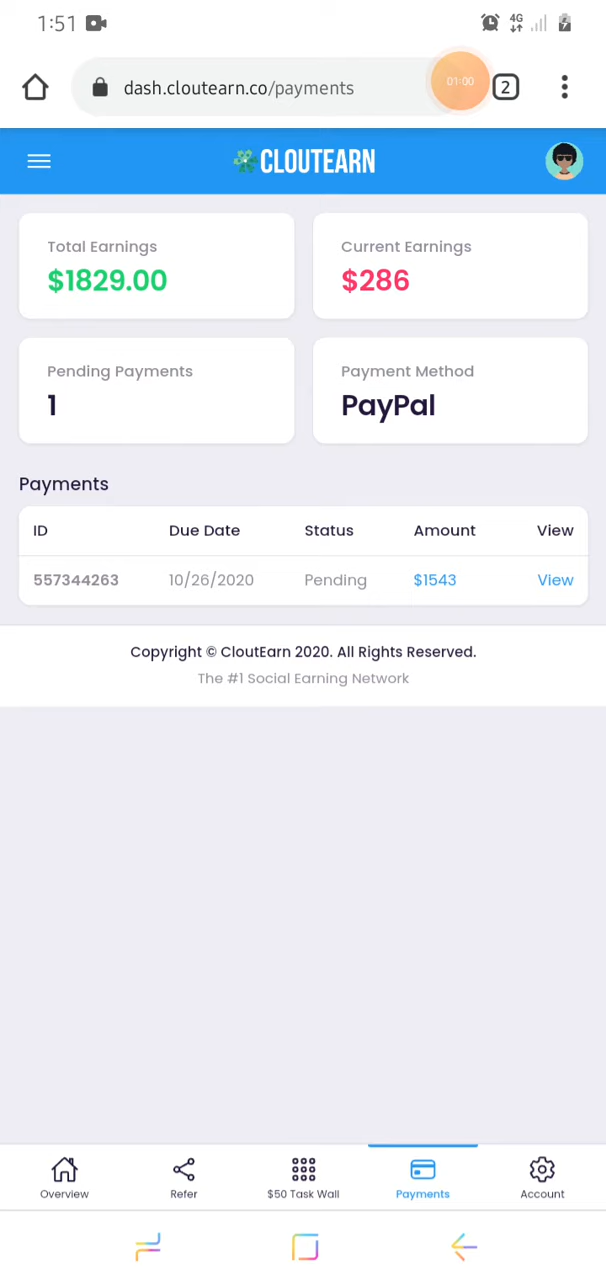 1:51
4G
dash.cloutearn.co/payments
01:00
2
CLOUTEARN
Total Earnings
$1829.00
Current Earnings
$286
Pending Payments
1
Payment Method
PayPal
Payments
ID Due Date Status Amount View
557344263 10/26/2020 Pending $1543 View
Copyright © CloutEarn 2020. All Rights Reserved.
The #1 Social Earning Network
Overview Refer $50 Task Wall Payments Account